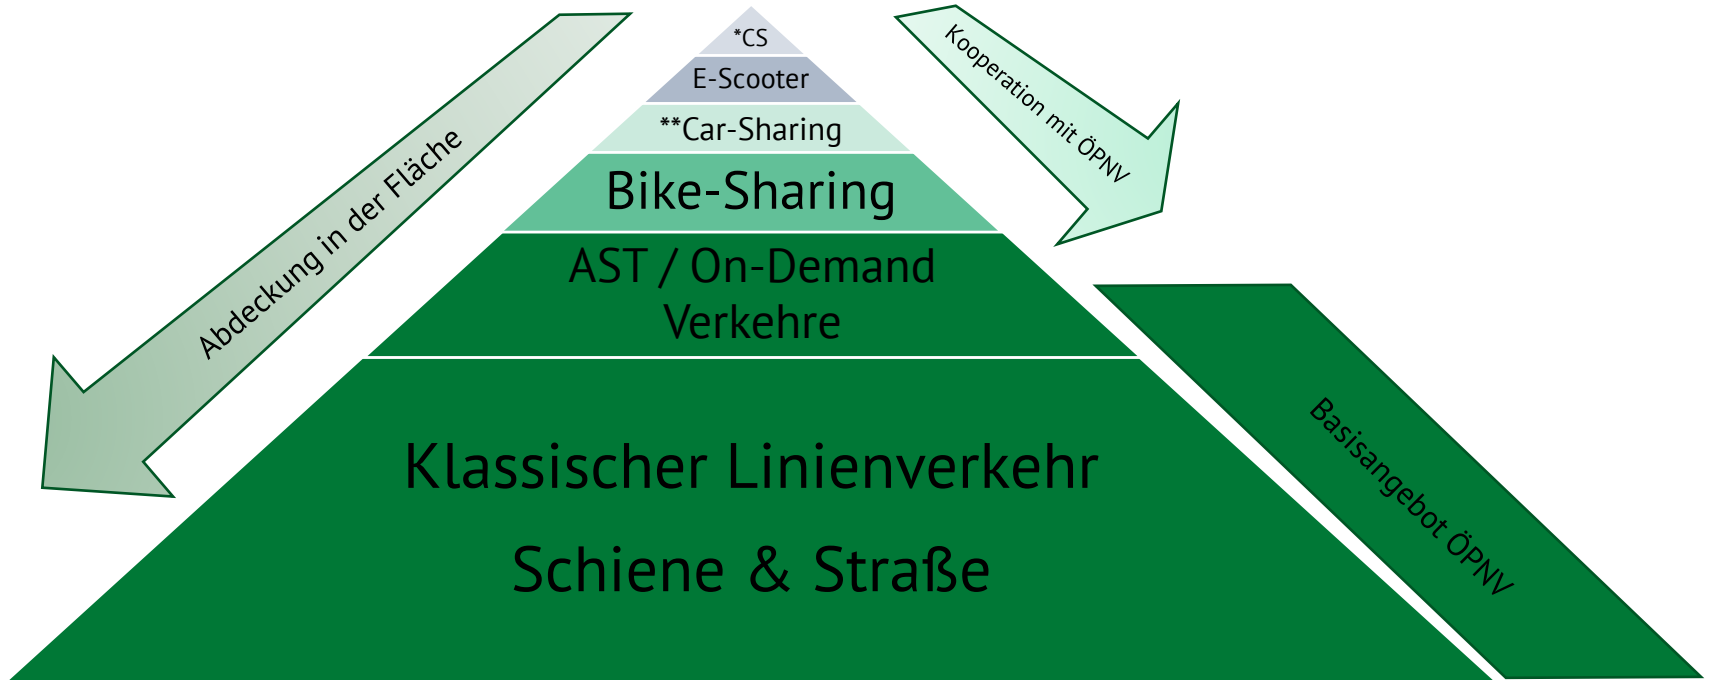 *CS
E-Scooter
**Car-Sharing
Bike-Sharing
AST / On-Demand
Verkehre
Klassischer Linienverkehr
Schiene & Straße
Abdeckung in der Fläche
Kooperation mit ÖPNV
Basisangebot ÖPNV